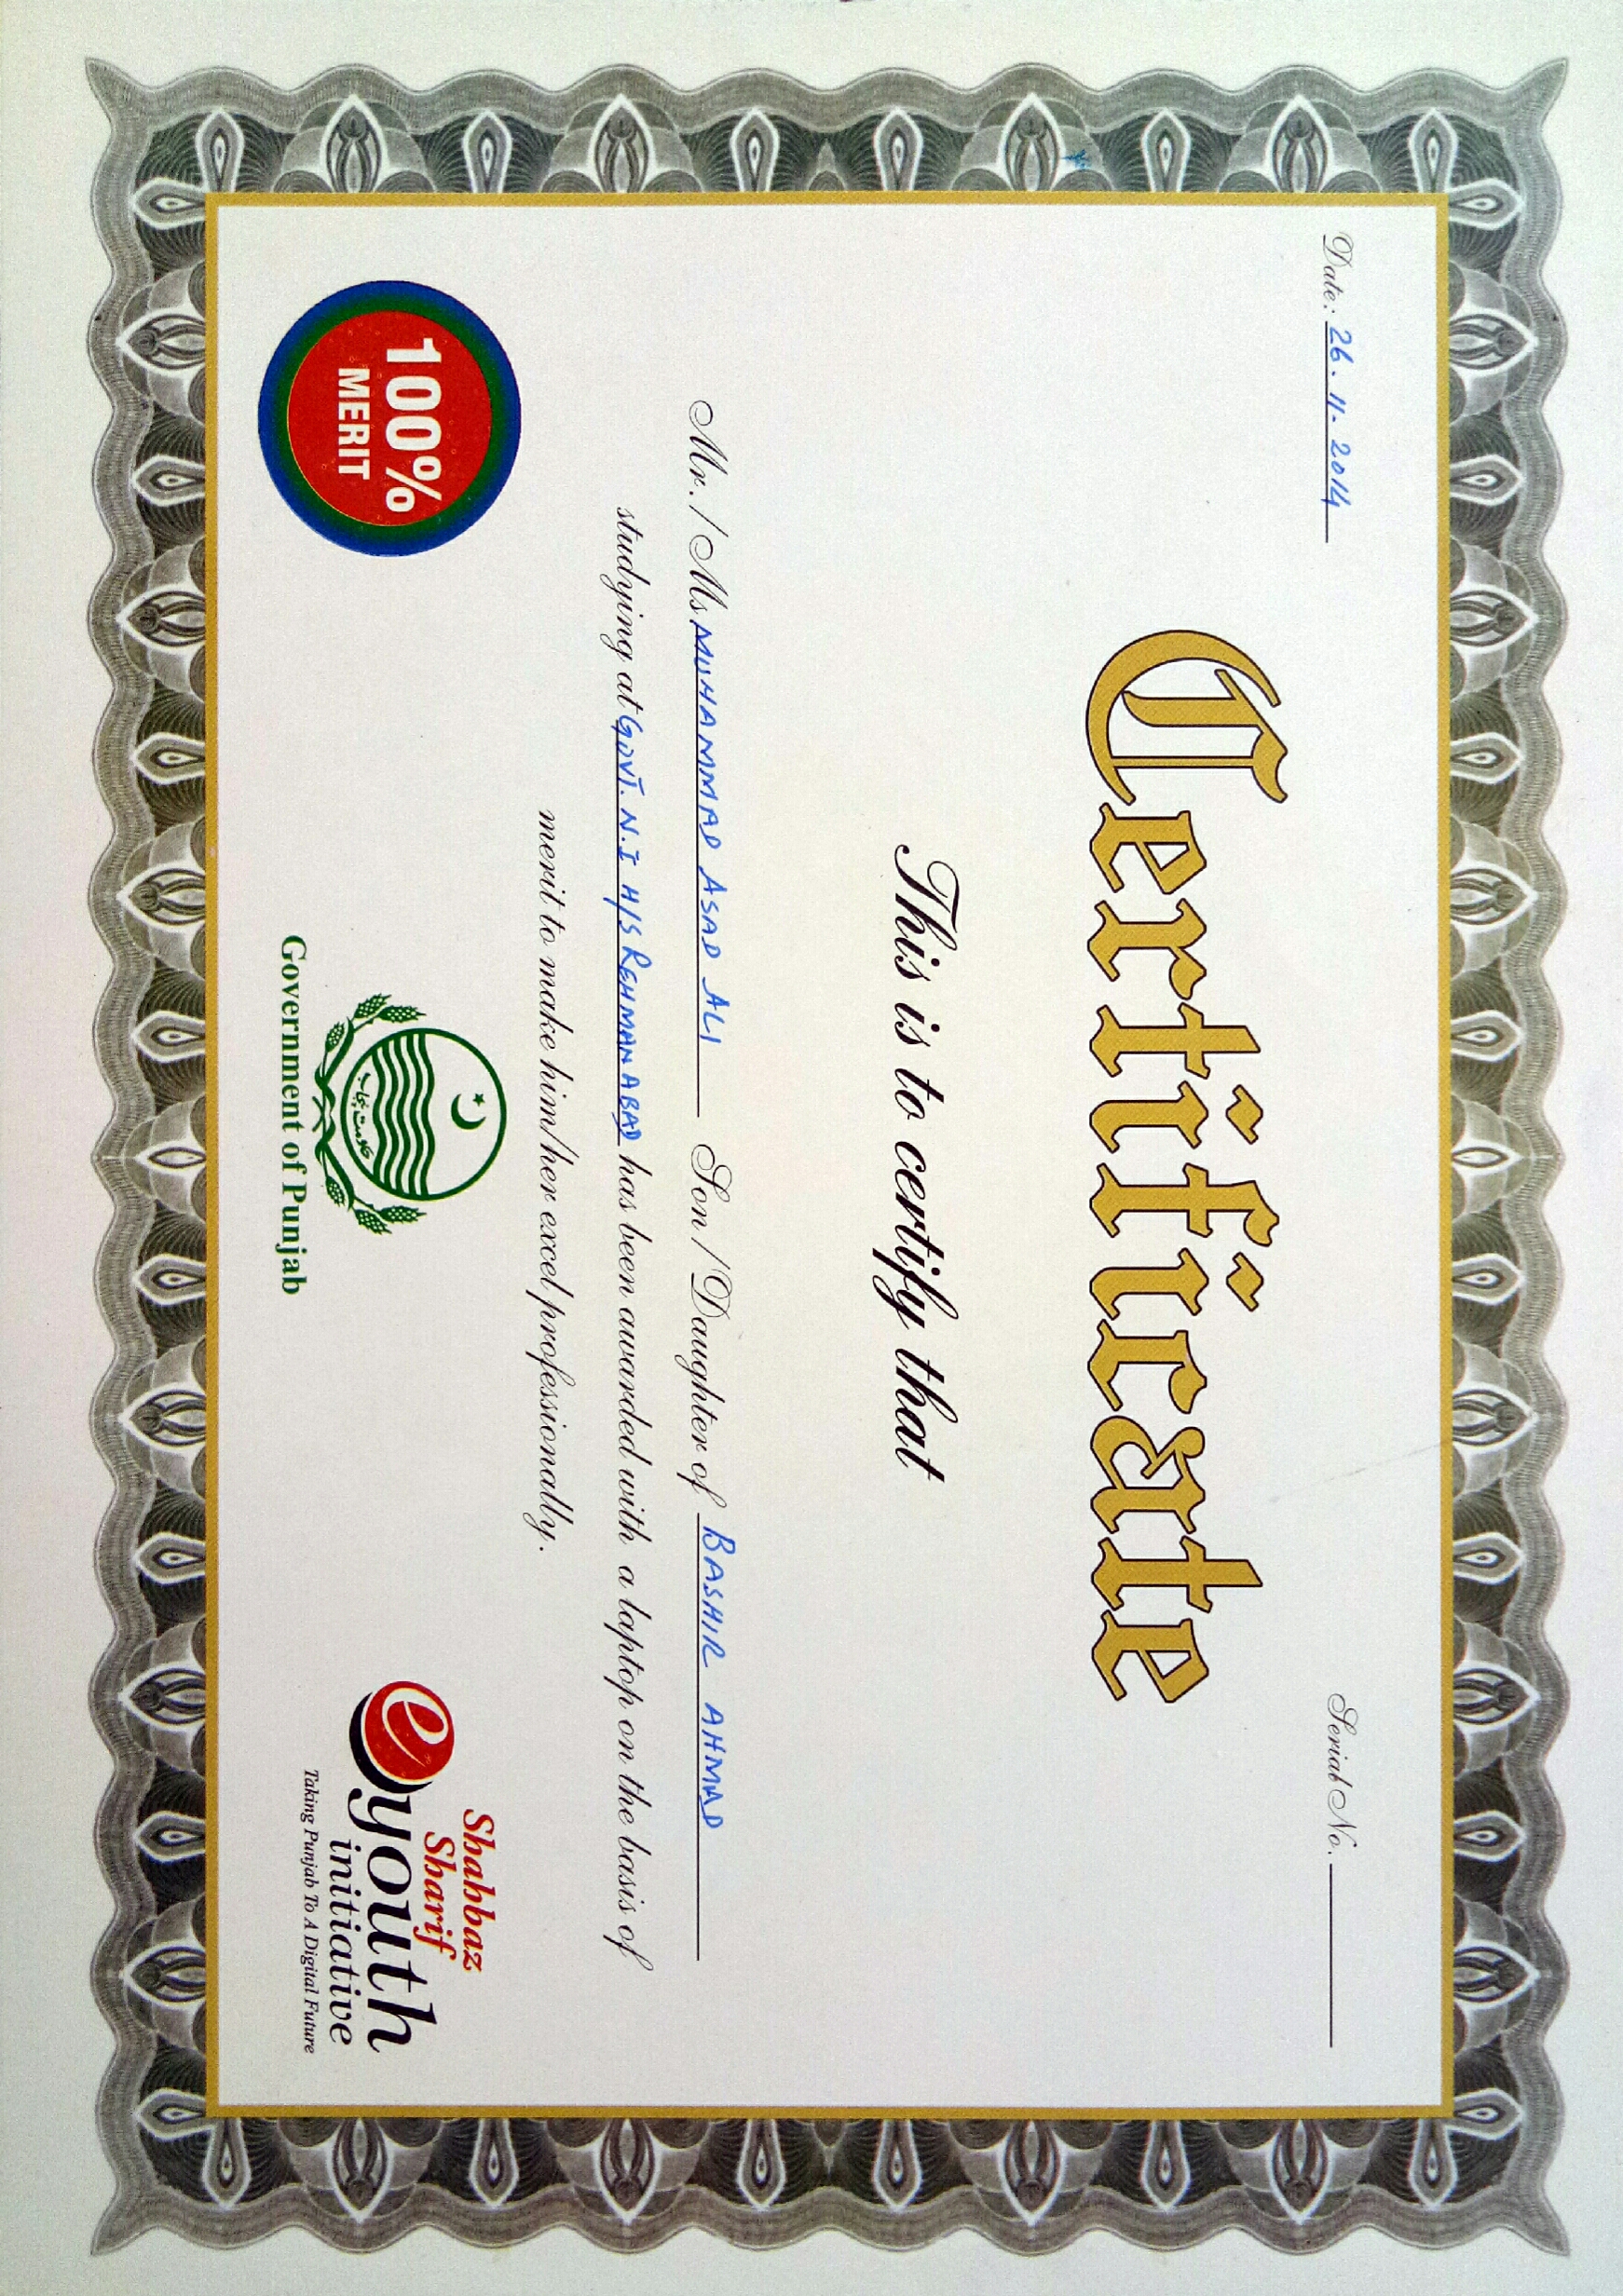 Date: 26. 11. 2014
Serial No.
Certificate
This is to certify that
Mr. / Ms MUHAMMAD ASAD ALI Son / Daughter of BASHIR AHMAD
studying at GOVT. N.I H/S REHMANABAD has been awarded with a laptop on the basis of
merit to make him/her excel professionally.
100%
MERIT
حکومت پنجاب
Government of Punjab
Shahbaz
Sharif
e youth
initiative
Taking Punjab To A Digital Future